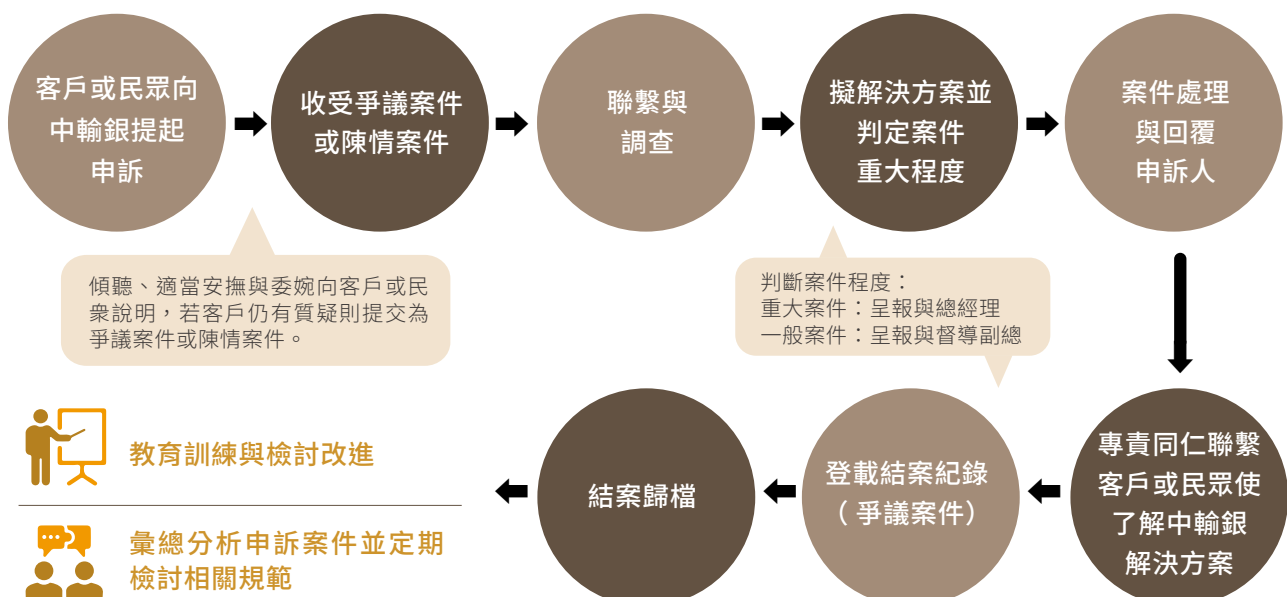 客戶或民眾向
中輸銀提起
申訴
收受爭議案件
或陳情案件
聯繫與
調查
擬解決方案並
判定案件
重大程度
案件處理
與回覆
申訴人
傾聽、適當安撫與委婉向客戶或民
眾說明，若客戶仍有質疑則提交為
爭議案件或陳情案件。
判斷案件程度：
重大案件：呈報與總經理
一般案件：呈報與督導副總
專責同仁聯繫
客戶或民眾使
了解中輸銀
解決方案
登載結案紀錄
（爭議案件）
結案歸檔
教育訓練與檢討改進
彙總分析申訴案件並定期
檢討相關規範